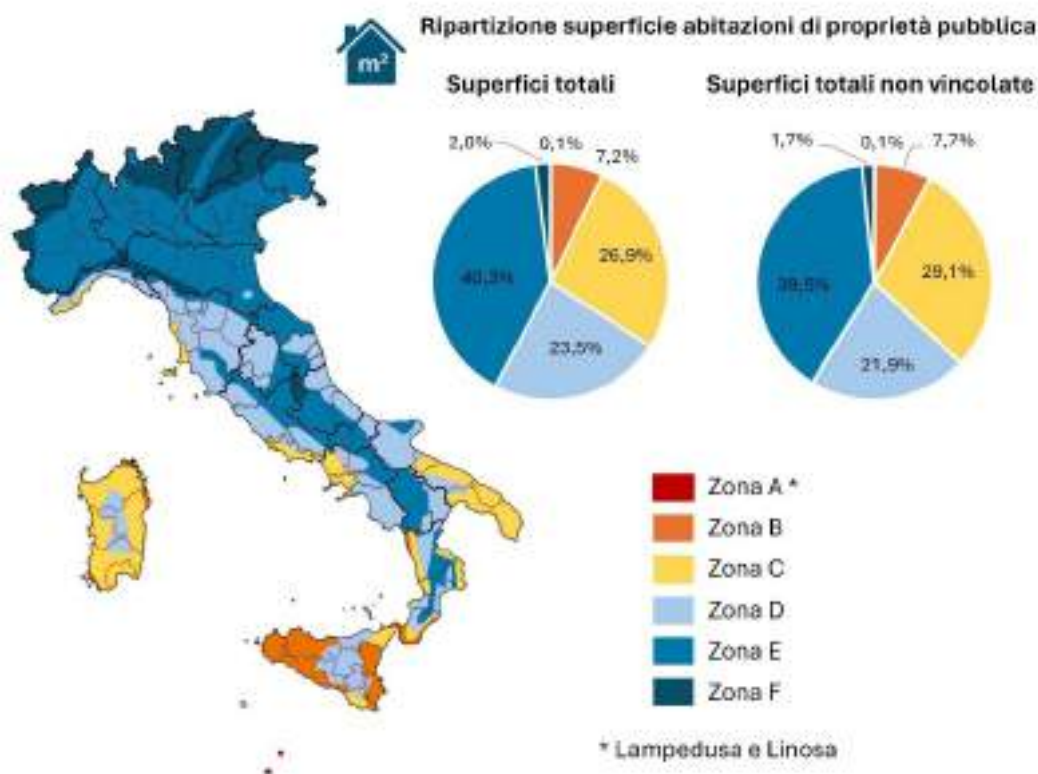 Ripartizione superficie abitazioni di proprietà pubblica
m²
Superfici totali
Superfici totali non vincolate
2,0%
0,1%
7,2%
26,9%
23,5%
40,3%
1,7%
0,1%
7,7%
29,1%
21,9%
39,5%
Zona A *
Zona B
Zona C
Zona D
Zona E
Zona F
* Lampedusa e Linosa